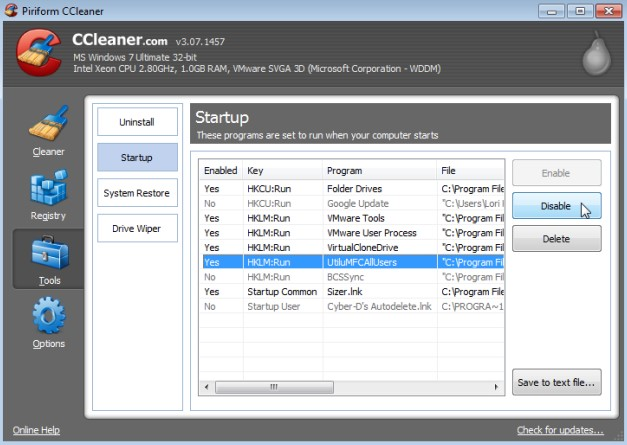 Piriform CCleaner
CCleaner.com v3.07.1457
MS Windows 7 Ultimate 32-bit
Intel Xeon CPU 2.80GHz, 1.0GB RAM, VMware SVGA 3D (Microsoft Corporation - WDDM)
Cleaner
Registry
Tools
Options
Uninstall
Startup
System Restore
Drive Wiper
Startup
These programs are set to run when your computer starts
Enabled Key Program File
Yes HKCU:Run Folder Drives C:\Program File
No HKCU:Run Google Update "C:\Users\Lori
Yes HKLM:Run VMware Tools "C:\Program Fil
Yes HKLM:Run VMware User Process "C:\Program Fil
Yes HKLM:Run VirtualCloneDrive "C:\Program Fil
Yes HKLM:Run UtiluMFCAllUsers "C:\Program Fil
No HKLM:Run BCSSync "C:\Program Fil
Yes Startup Common Sizer.lnk C:\Program File
No Startup User Cyber-D's Autodelete.lnk C:\PROGRA~1
Enable
Disable
Delete
Save to text file...
Online Help
Check for updates...